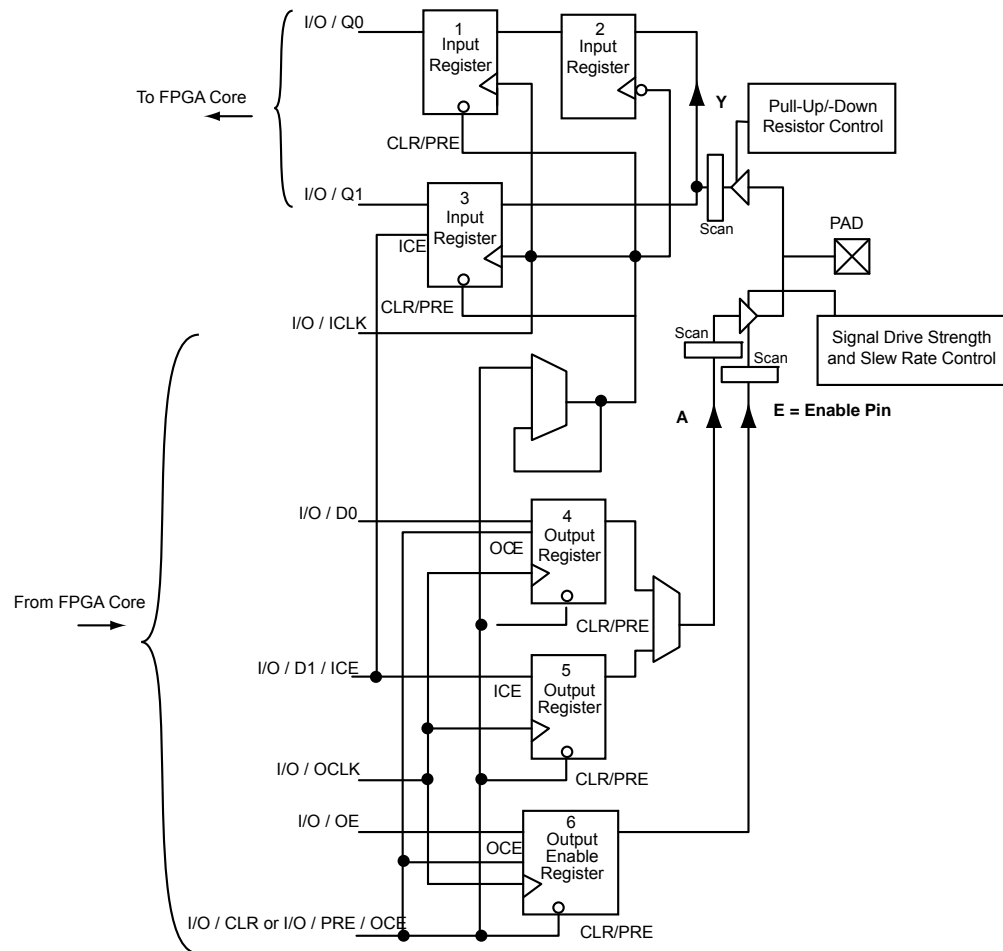 I/O / Q0
1
Input
Register
2
Input
Register
To FPGA Core
Y
Pull-Up/-Down
Resistor Control
CLR/PRE
I/O / Q1
3
Input
Register
ICE
Scan
PAD
CLR/PRE
I/O / ICLK
Scan
Scan
Signal Drive Strength
and Slew Rate Control
A
E = Enable Pin
I/O / D0
4
Output
Register
OCE
From FPGA Core
CLR/PRE
I/O / D1 / ICE
5
Output
Register
ICE
I/O / OCLK
CLR/PRE
I/O / OE
6
Output
Enable
Register
OCE
I/O / CLR or I/O / PRE / OCE
CLR/PRE